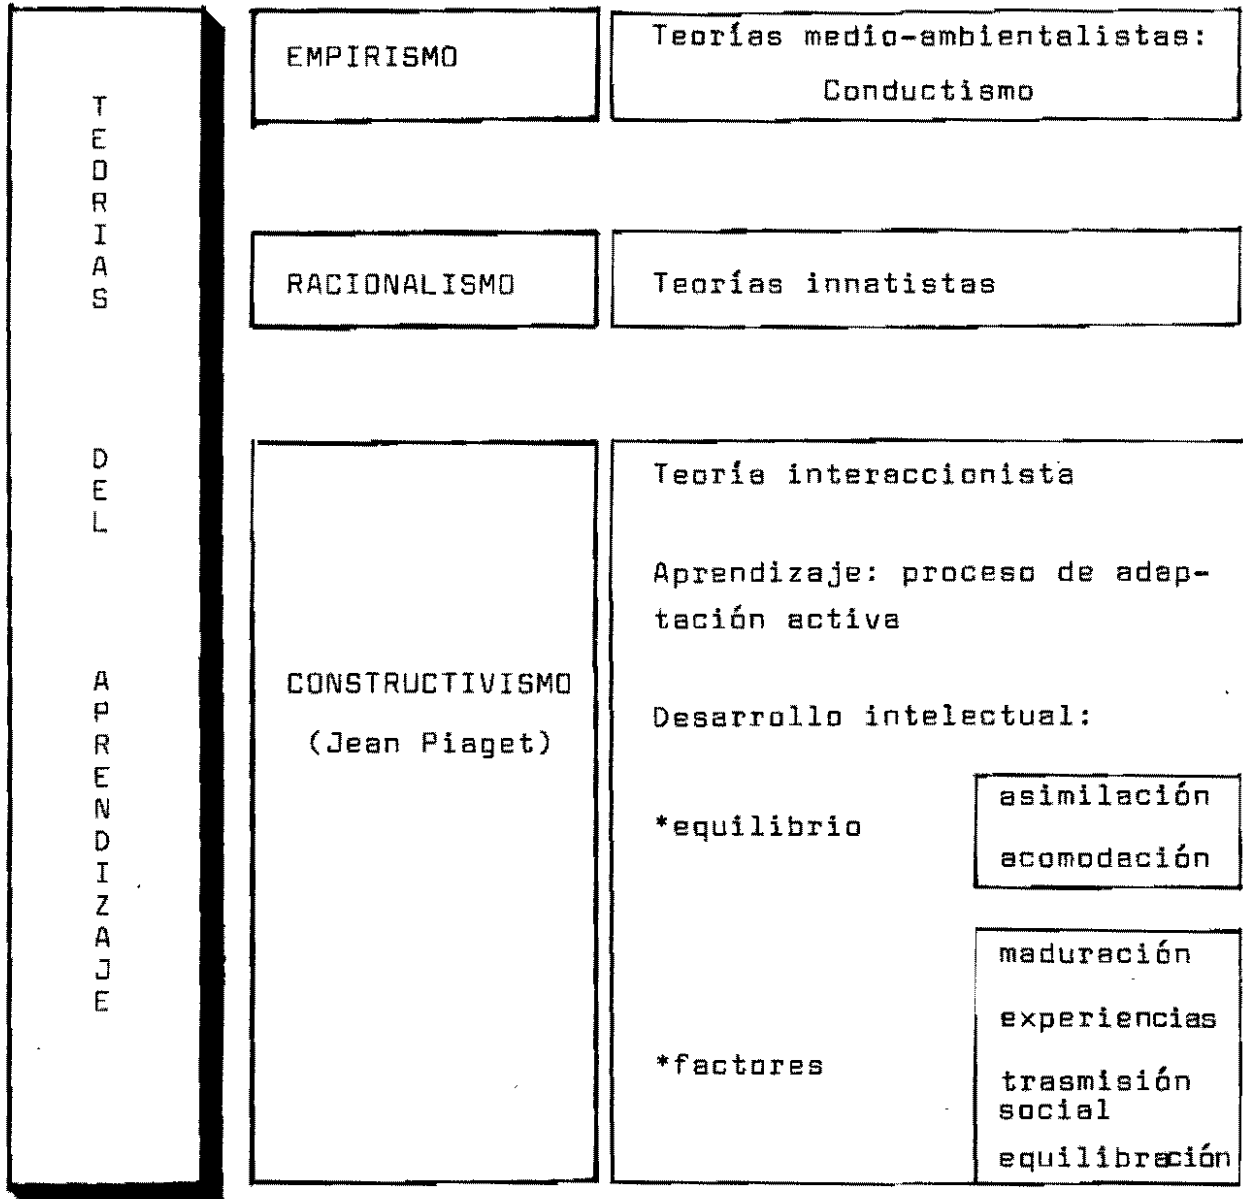 TEORIAS
DEL
APRENDIZAJE
EMPIRISMO
Teorías medio-ambientalistas:
Conductismo
RACIONALISMO
Teorías innatistas
CONSTRUCTIVISMO
(Jean Piaget)
Teoría interaccionista
Aprendizaje: proceso de adap-
tación activa
Desarrollo intelectual:
*equilibrio
asimilación
acomodación
*factores
maduración
experiencias
trasmisión
social
equilibración